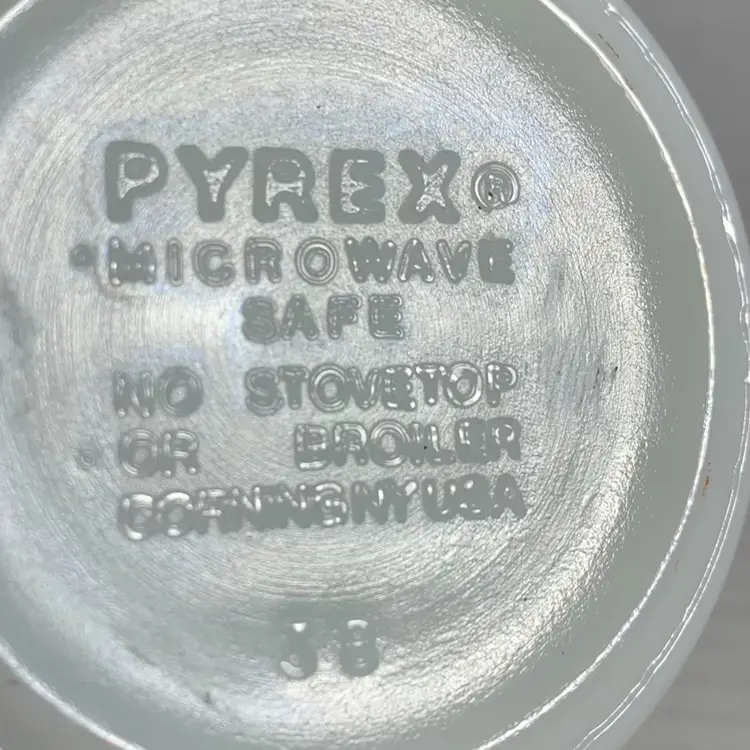 PYREX®
MICROWAVE
SAFE
NO STOVETOP
OR BROILER
CORNING NY USA
38